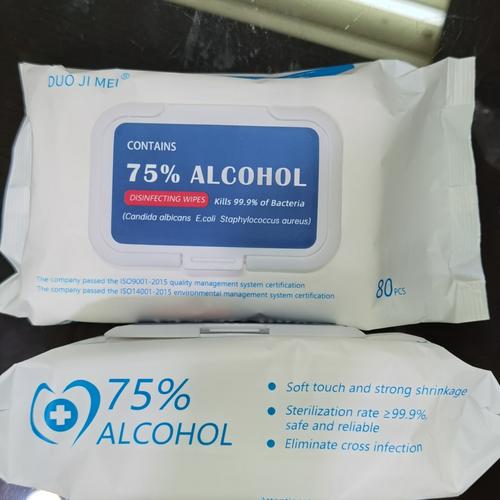 DUO JI MEI®
CONTAINS
75% ALCOHOL
DISINFECTING WIPES Kills 99.9% of Bacteria
(Candida albicans E.coli Staphylococcus aureus)
The company passed the ISO9001-2015 quality management system certification
The company passed the ISO14001-2015 environmental management system certification
80PCS
75%
ALCOHOL
● Soft touch and strong shrinkage
● Sterilization rate ≥99.9%,
safe and reliable
● Eliminate cross infection